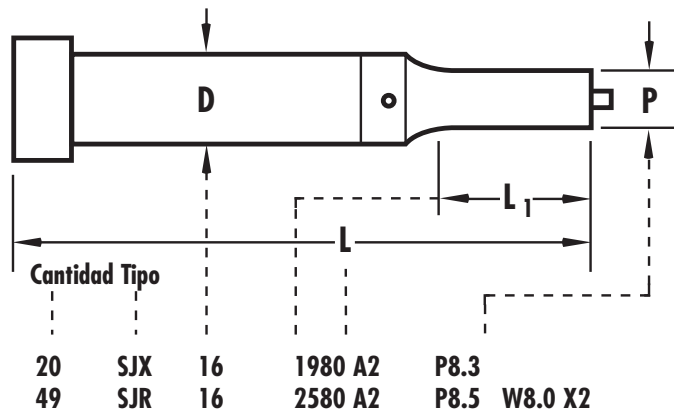 D
P
L1
L
Cantidad Tipo
20 SJX 16 1980 A2 P8.3
49 SJR 16 2580 A2 P8.5 W8.0 X2